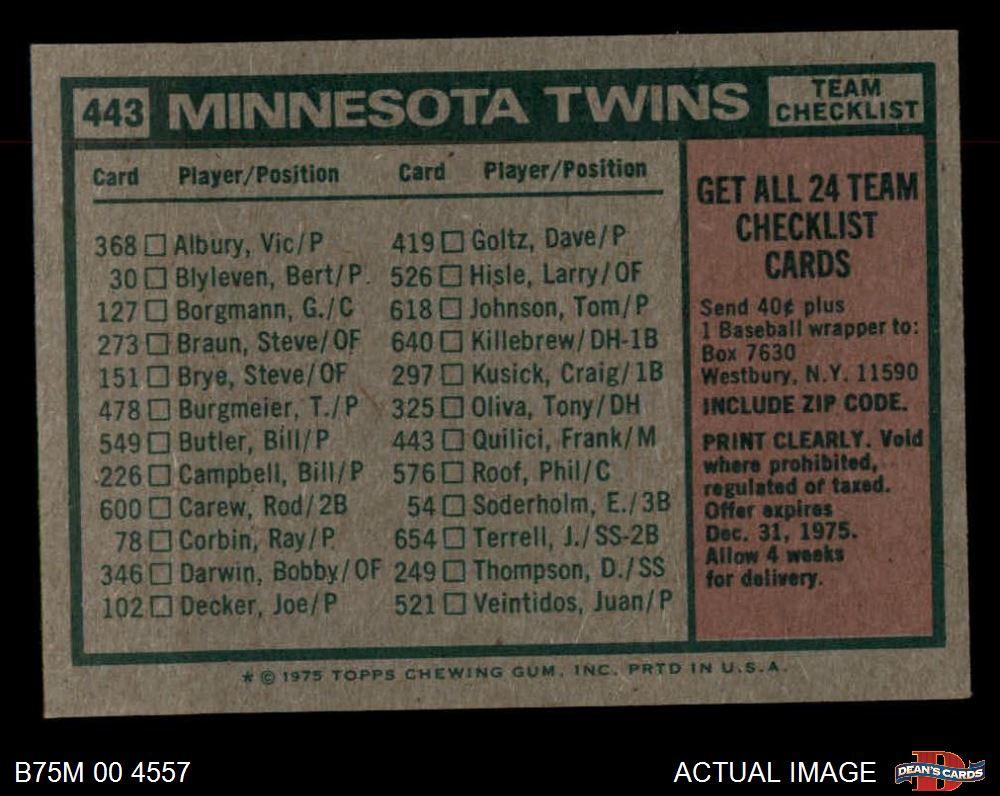 443 MINNESOTA TWINS TEAM CHECKLIST
Card Player/Position
368 Albury, Vic/P
30 Blyleven, Bert/P
127 Borgmann, G./C
273 Braun, Steve/OF
151 Brye, Steve/OF
478 Burgmeier, T./P
549 Butler, Bill/P
226 Campbell, Bill/P
600 Carew, Rod/2B
78 Corbin, Ray/P
346 Darwin, Bobby/OF
102 Decker, Joe/P
Card Player/Position
419 Goltz, Dave/P
526 Hisle, Larry/OF
618 Johnson, Tom/P
640 Killebrew/DH-1B
297 Kusick, Craig/1B
325 Oliva, Tony/DH
443 Quilici, Frank/M
576 Roof, Phil/C
54 Soderholm, E./3B
654 Terrell, J./SS-2B
249 Thompson, D./SS
521 Veintidos, Juan/P
GET ALL 24 TEAM
CHECKLIST
CARDS
Send 40¢ plus
1 Baseball wrapper to:
Box 7630
Westbury, N.Y. 11590
INCLUDE ZIP CODE.
PRINT CLEARLY. Void
where prohibited,
regulated or taxed.
Offer expires
Dec. 31, 1975.
Allow 4 weeks
for delivery.
* © 1975 TOPPS CHEWING GUM, INC. PRTD IN U.S.A.
B75M 00 4557
ACTUAL IMAGE
DEAN'S CARDS